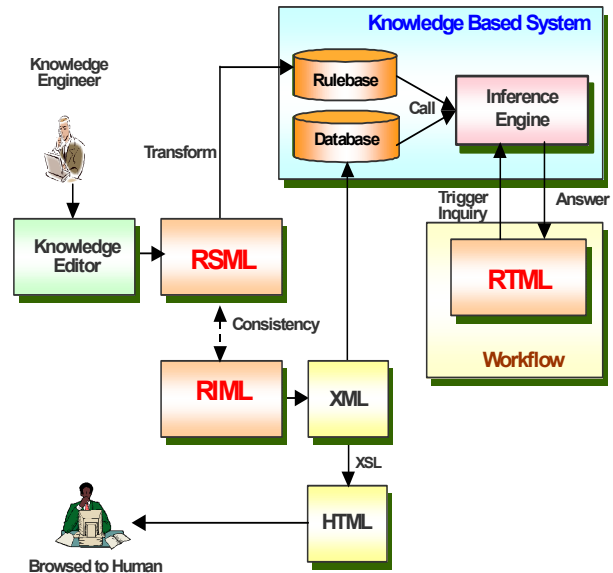 Knowledge Based System
Knowledge
Engineer
Rulebase
Call
Inference
Engine
Database
Transform
Trigger
Inquiry
Answer
Knowledge
Editor
RSML
RTML
Consistency
Workflow
RIML
XML
XSL
HTML
Browsed to Human